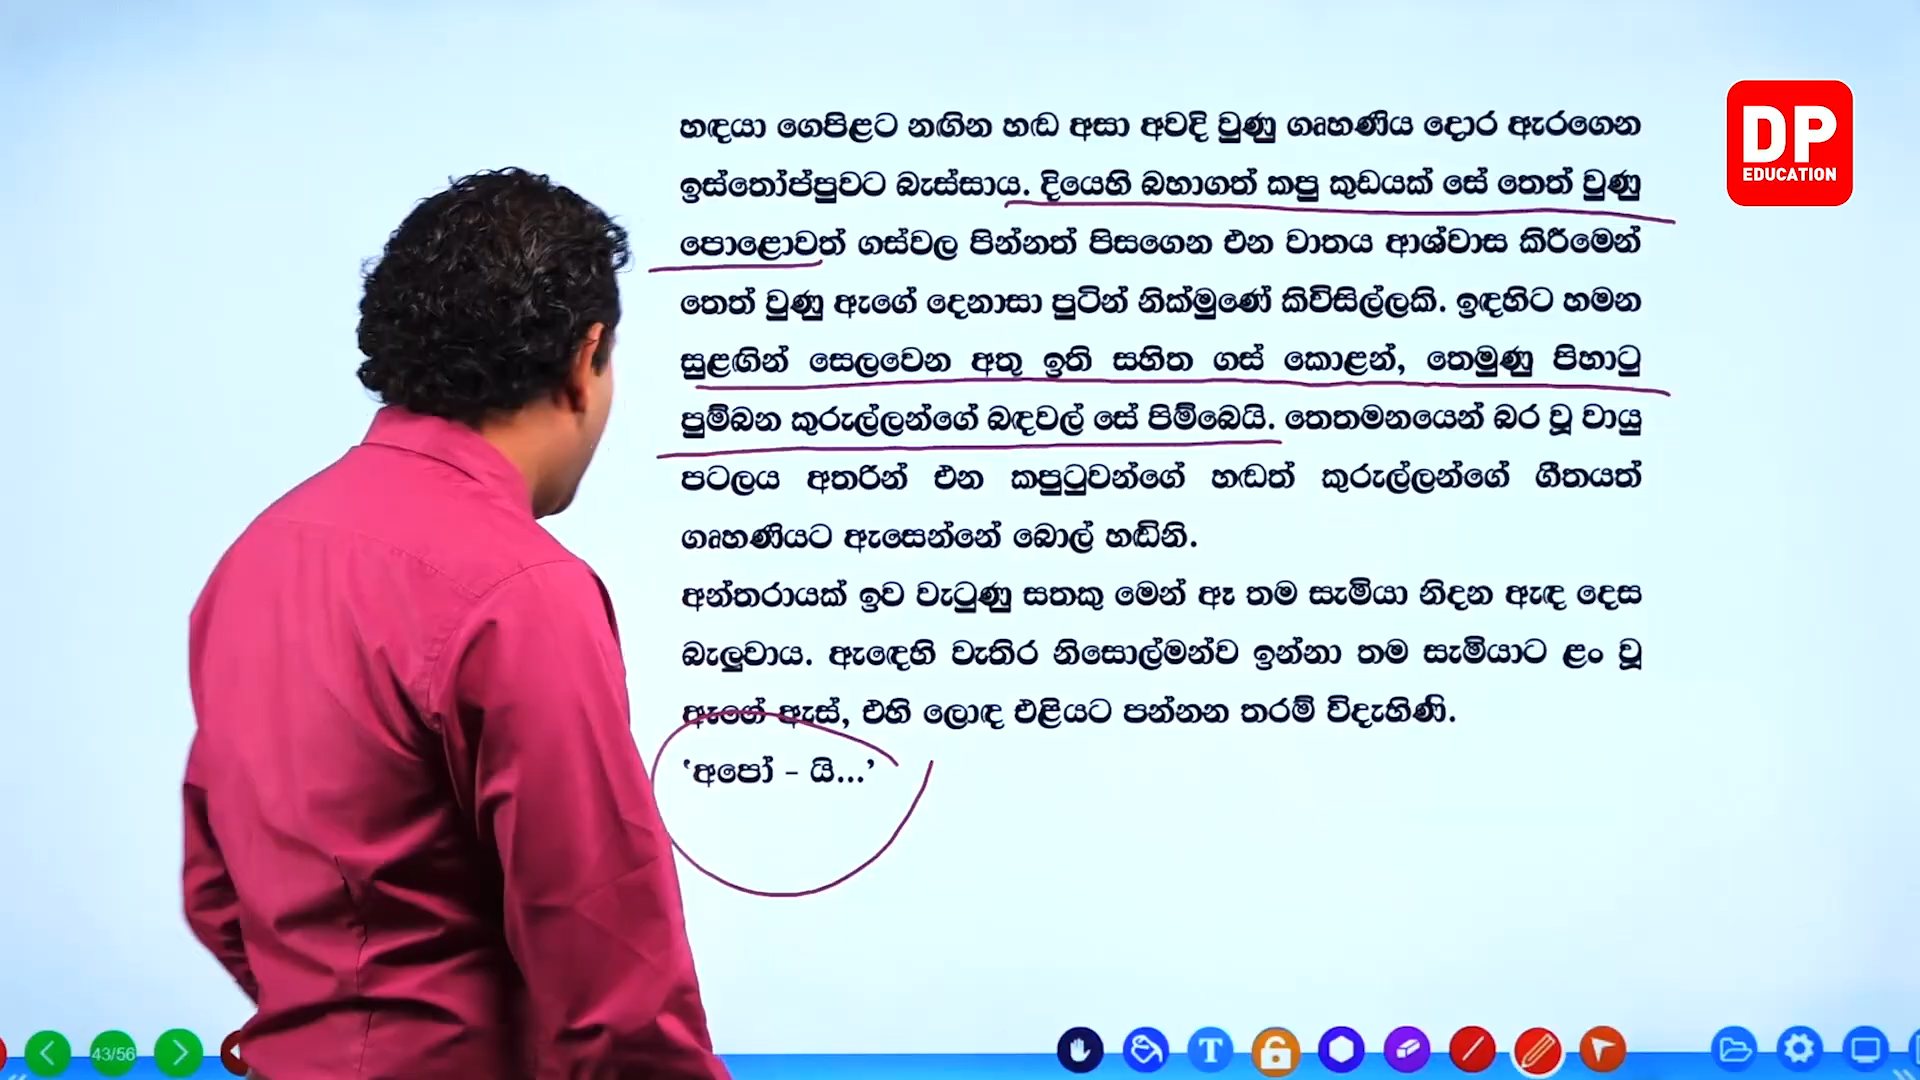 හඳයා ගෙපිළට නඟින හඬ අසා අවදි වුණු ගෘහණිය දොර ඇරගෙන
ඉස්තෝප්පුවට බැස්සාය. දියෙහි බහාගත් කපු කුඩයක් සේ තෙත් වුණු
පොළොවත් ගස්වල පින්නත් පිසගෙන එන වාතය ආශ්වාස කිරීමෙන්
තෙත් වුණු ඇගේ දෙනාසා පුටින් නික්මුණේ කිවිසිල්ලකි. ඉඳහිට හමන
සුළඟින් සෙලවෙන අතු ඉති සහිත ගස් කොළන්, තෙමුණු පිහාටු
පුම්බන කුරුල්ලන්ගේ බඳවල් සේ පිම්බෙයි. තෙතමනයෙන් බර වූ වායු
පටලය අතරින් එන කපුටුවන්ගේ හඬත් කුරුල්ලන්ගේ ගීතයත්
ගෘහණියට ඇසෙන්නේ බොල් හඬිනි.
අන්තරායක් ඉව වැටුණු සතකු මෙන් ඈ තම සැමියා නිදන ඇඳ දෙස
බැලුවාය. ඇඳෙහි වැතිර නිසොල්මන්ව ඉන්නා තම සැමියාට ළං වූ
ඇගේ ඇස්, එහි ලොඳ එළියට පන්නන තරම් විදැහිණි.
‘අපෝ - යි...’
DP
EDUCATION
43/56
T